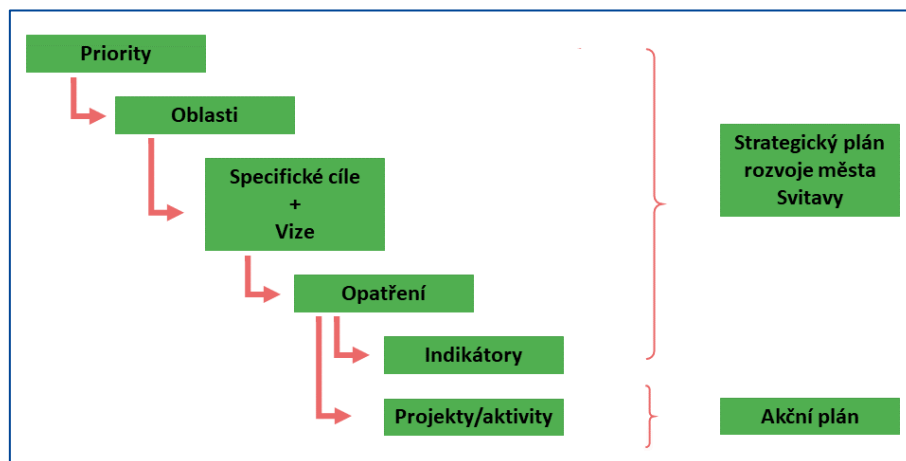 Priority
Oblasti
Specifické cíle
+
Vize
Opatření
Indikátory
Projekty/aktivity
Strategický plán
rozvoje města
Svitavy
Akční plán